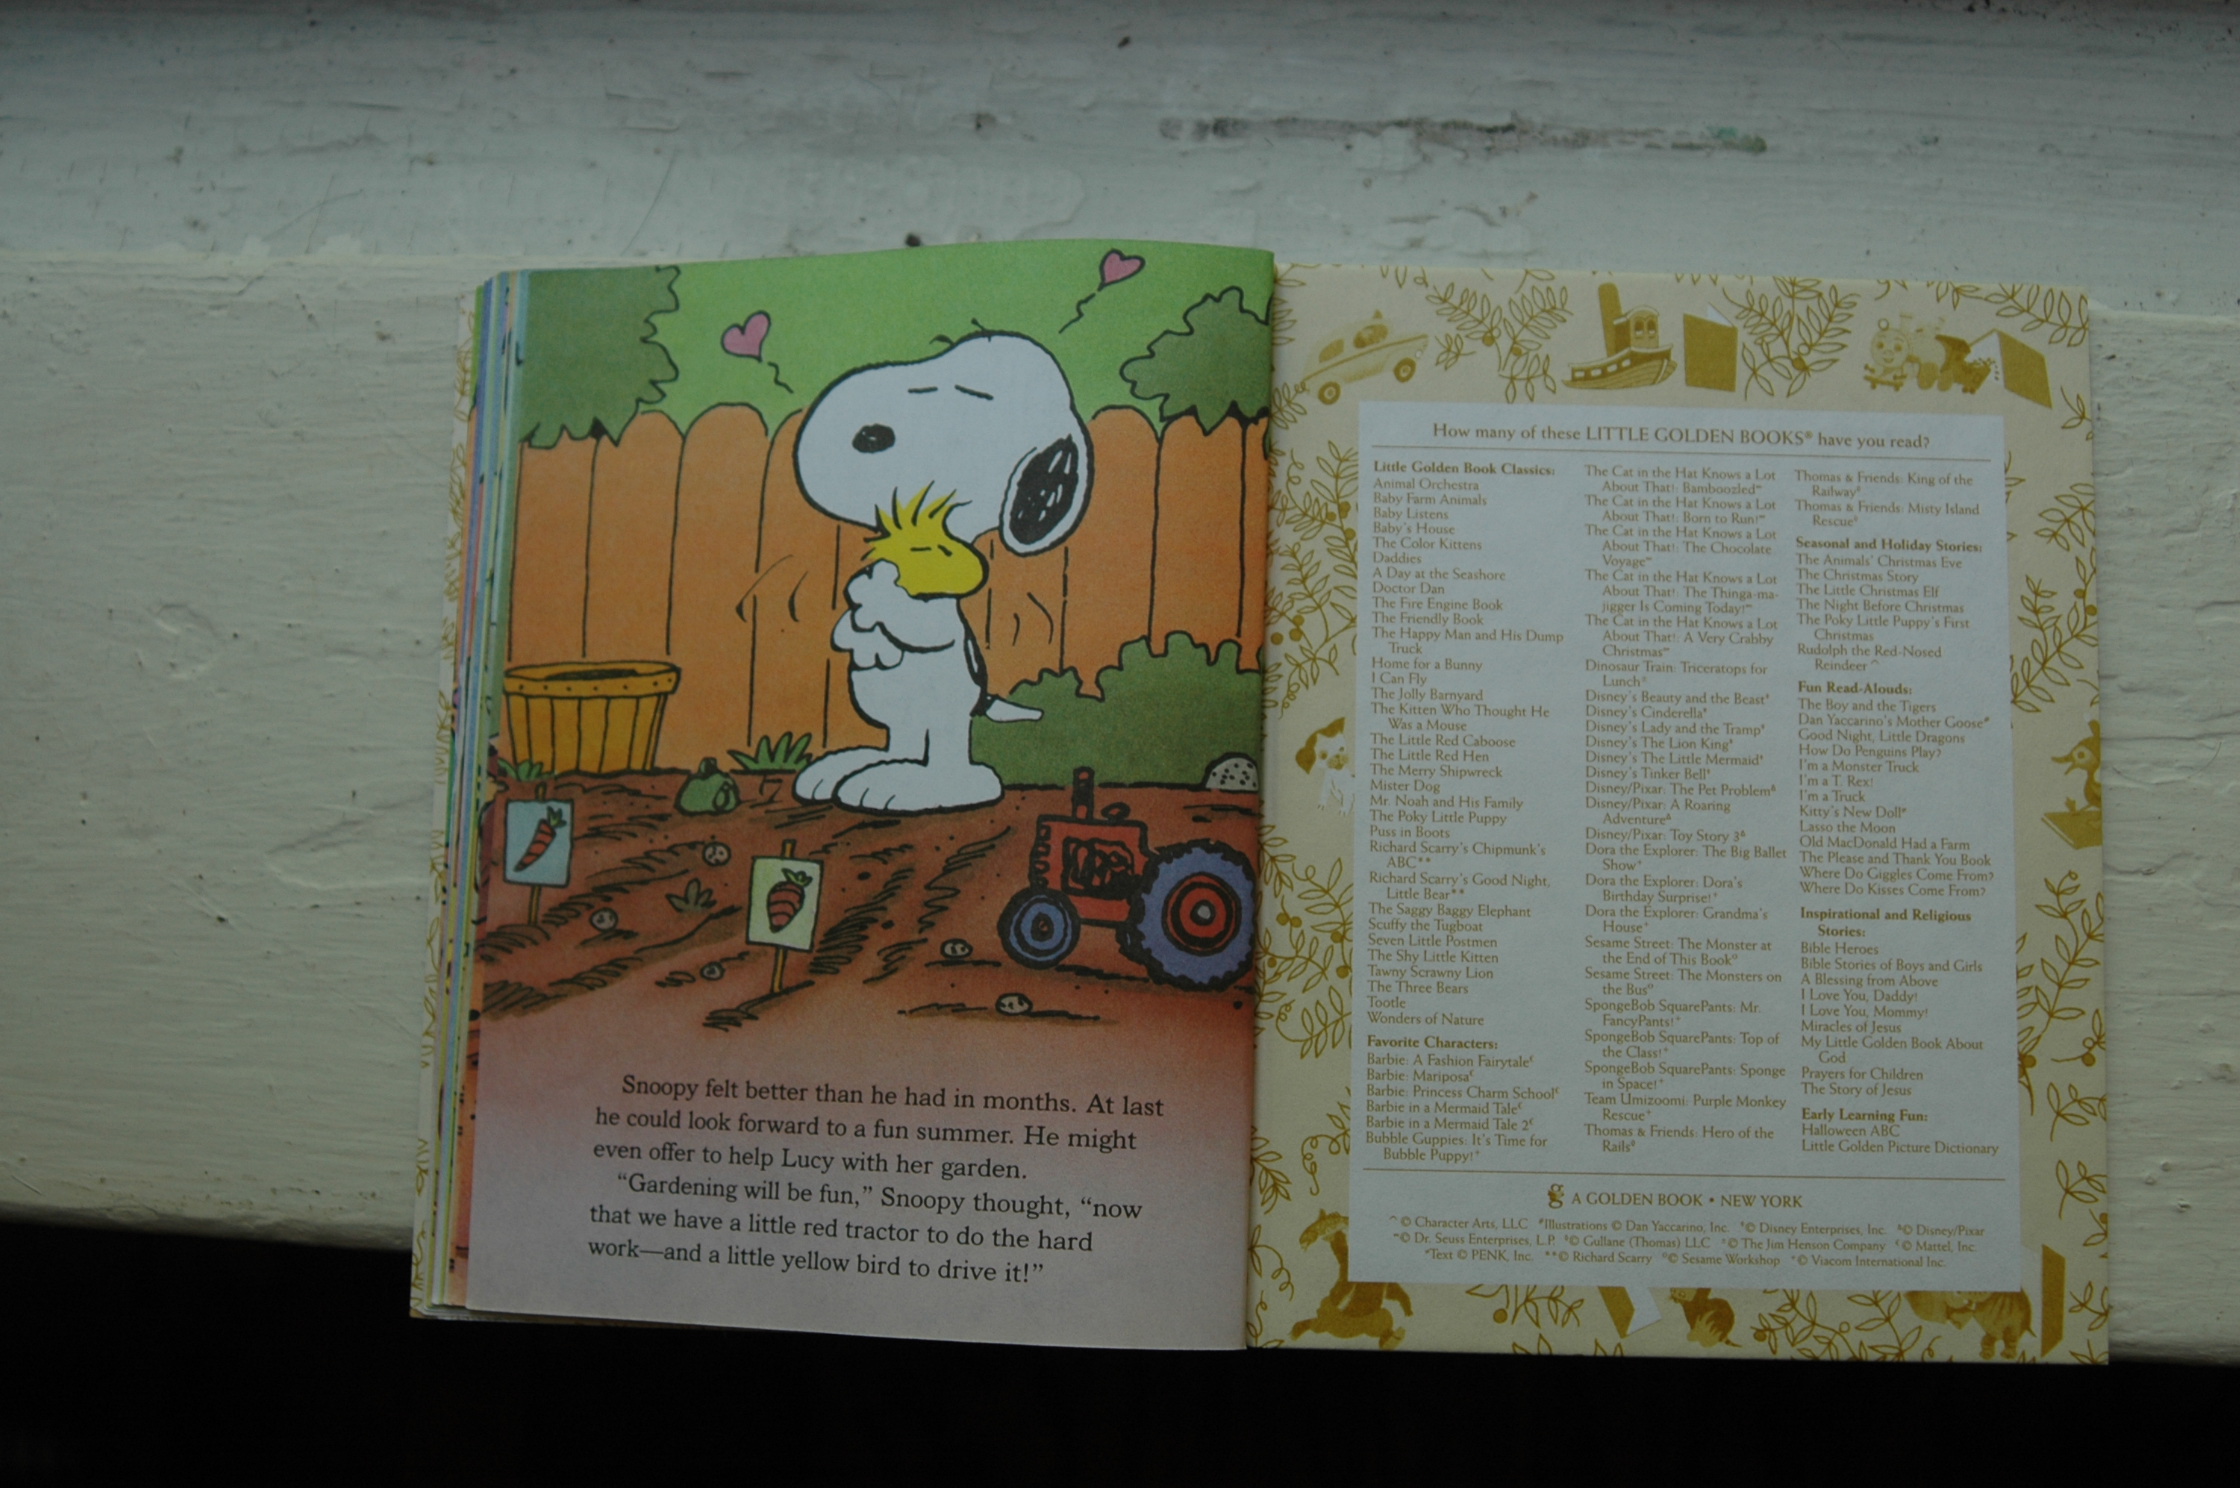 Snoopy felt better than he had in months. At last
he could look forward to a fun summer. He might
even offer to help Lucy with her garden.
“Gardening will be fun,” Snoopy thought, “now
that we have a little red tractor to do the hard
work—and a little yellow bird to drive it!”
How many of these LITTLE GOLDEN BOOKS® have you read?
Little Golden Book Classics:
Animal Orchestra
Baby Farm Animals
Baby Listens
Baby's House
The Color Kittens
Daddies
A Day at the Seashore
Doctor Dan
The Fire Engine Book
The Friendly Book
The Happy Man and His Dump
Truck
Home for a Bunny
I Can Fly
The Jolly Barnyard
The Kitten Who Thought He
Was a Mouse
The Little Red Caboose
The Little Red Hen
The Merry Shipwreck
Mister Dog
Mr. Noah and His Family
The Poky Little Puppy
Puss in Boots
Richard Scarry's Chipmunk's
ABC**
Richard Scarry's Good Night,
Little Bear**
The Saggy Baggy Elephant
Scuffy the Tugboat
Seven Little Postmen
The Shy Little Kitten
Tawny Scrawny Lion
The Three Bears
Tootle
Wonders of Nature
Favorite Characters:
Barbie: A Fashion Fairytale
Barbie: Mariposa
Barbie: Princess Charm School
Barbie in a Mermaid Tale
Barbie in a Mermaid Tale 2
Bubble Guppies: It's Time for
Bubble Puppy!+
The Cat in the Hat Knows a Lot
About That!: Bamboozled~
The Cat in the Hat Knows a Lot
About That!: Born to Run!~
The Cat in the Hat Knows a Lot
About That!: The Chocolate
Voyage~
The Cat in the Hat Knows a Lot
About That!: The Thinga-ma-
jigger Is Coming Today!~
The Cat in the Hat Knows a Lot
About That!: A Very Crabby
Christmas~
Dinosaur Train: Triceratops for
Lunch
Disney's Beauty and the Beast
Disney's Cinderella
Disney's Lady and the Tramp
Disney's The Lion King
Disney's The Little Mermaid
Disney's Tinker Bell
Disney/Pixar: The Pet Problem
Disney/Pixar: A Roaring
Adventure
Disney/Pixar: Toy Story 3
Dora the Explorer: The Big Ballet
Show+
Dora the Explorer: Dora's
Birthday Surprise!+
Dora the Explorer: Grandma's
House+
Sesame Street: The Monster at
the End of This Book
Sesame Street: The Monsters on
the Bus
SpongeBob SquarePants: Mr.
FancyPants!+
SpongeBob SquarePants: Top of
the Class!+
SpongeBob SquarePants: Sponge
in Space!+
Team Umizoomi: Purple Monkey
Rescue+
Thomas & Friends: Hero of the
Rails
Thomas & Friends: King of the
Railway
Thomas & Friends: Misty Island
Rescue
Seasonal and Holiday Stories:
The Animals' Christmas Eve
The Christmas Story
The Little Christmas Elf
The Night Before Christmas
The Poky Little Puppy's First
Christmas
Rudolph the Red-Nosed
Reindeer^
Fun Read-Alouds:
The Boy and the Tigers
Dan Yaccarino's Mother Goose#
Good Night, Little Dragons
How Do Penguins Play?
I'm a Monster Truck
I'm a T. Rex!
I'm a Truck
Kitty's New Doll
Lasso the Moon
Old MacDonald Had a Farm
The Please and Thank You Book
Where Do Giggles Come From?
Where Do Kisses Come From?
Inspirational and Religious
Stories:
Bible Heroes
Bible Stories of Boys and Girls
A Blessing from Above
I Love You, Daddy!
I Love You, Mommy!
Miracles of Jesus
My Little Golden Book About
God
Prayers for Children
The Story of Jesus
Early Learning Fun:
Halloween ABC
Little Golden Picture Dictionary
A GOLDEN BOOK • NEW YORK
^© Character Arts, LLC #Illustrations © Dan Yaccarino, Inc. © Disney Enterprises, Inc. © Disney/Pixar
~© Dr. Seuss Enterprises, L.P. © Gullane (Thomas) LLC © The Jim Henson Company © Mattel, Inc.
Text © PENK, Inc. **© Richard Scarry © Sesame Workshop +© Viacom International Inc.